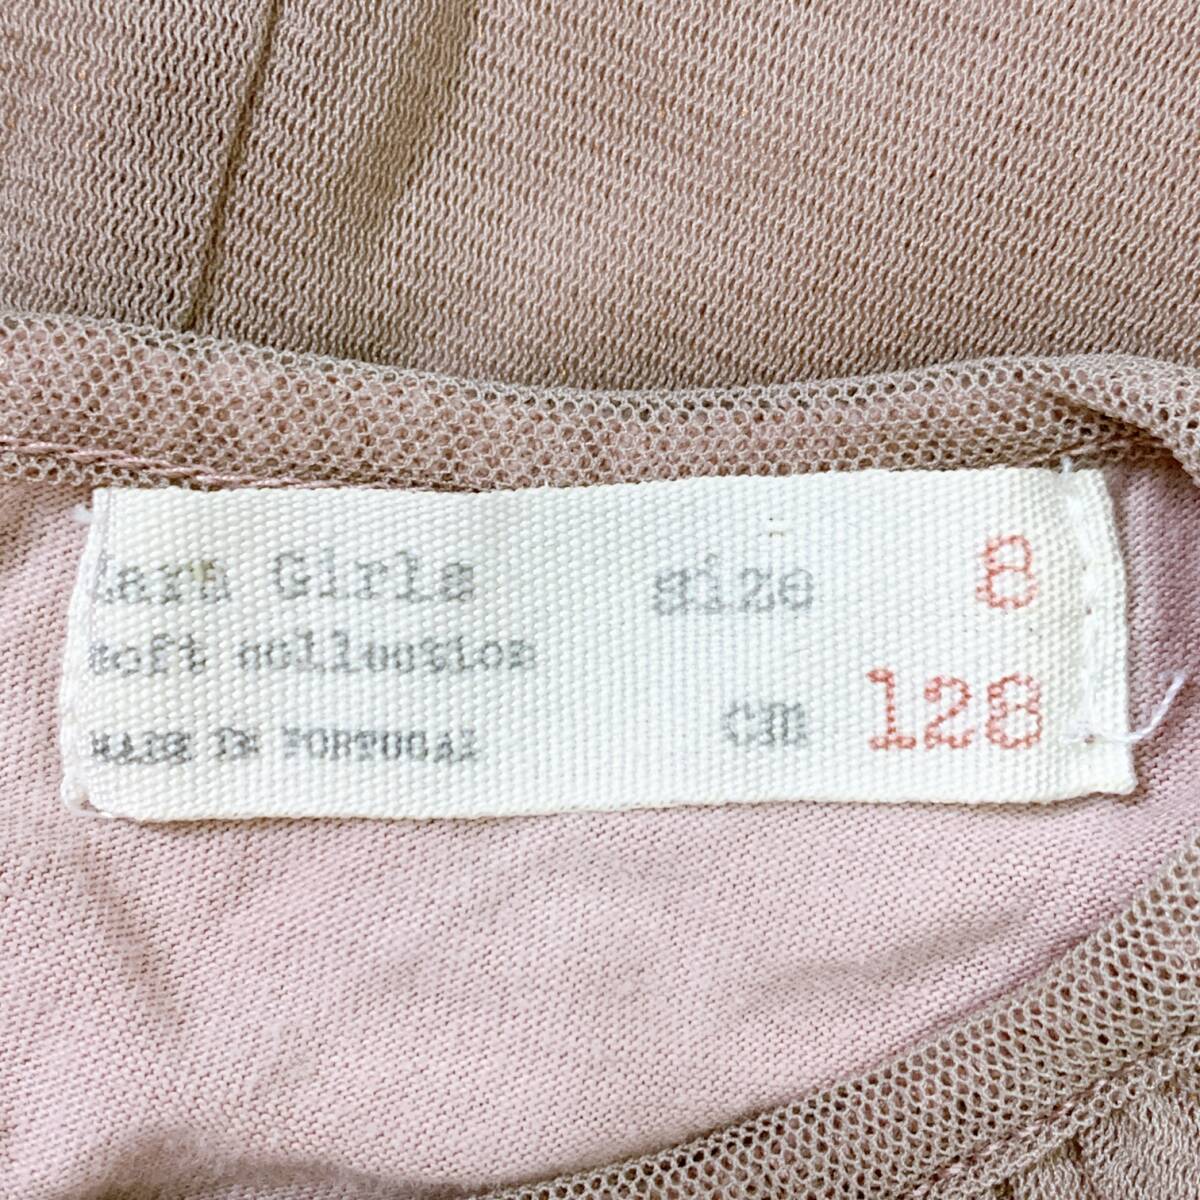 Zara Girls size 8
soft collection
MADE IN PORTUGAL cm 128